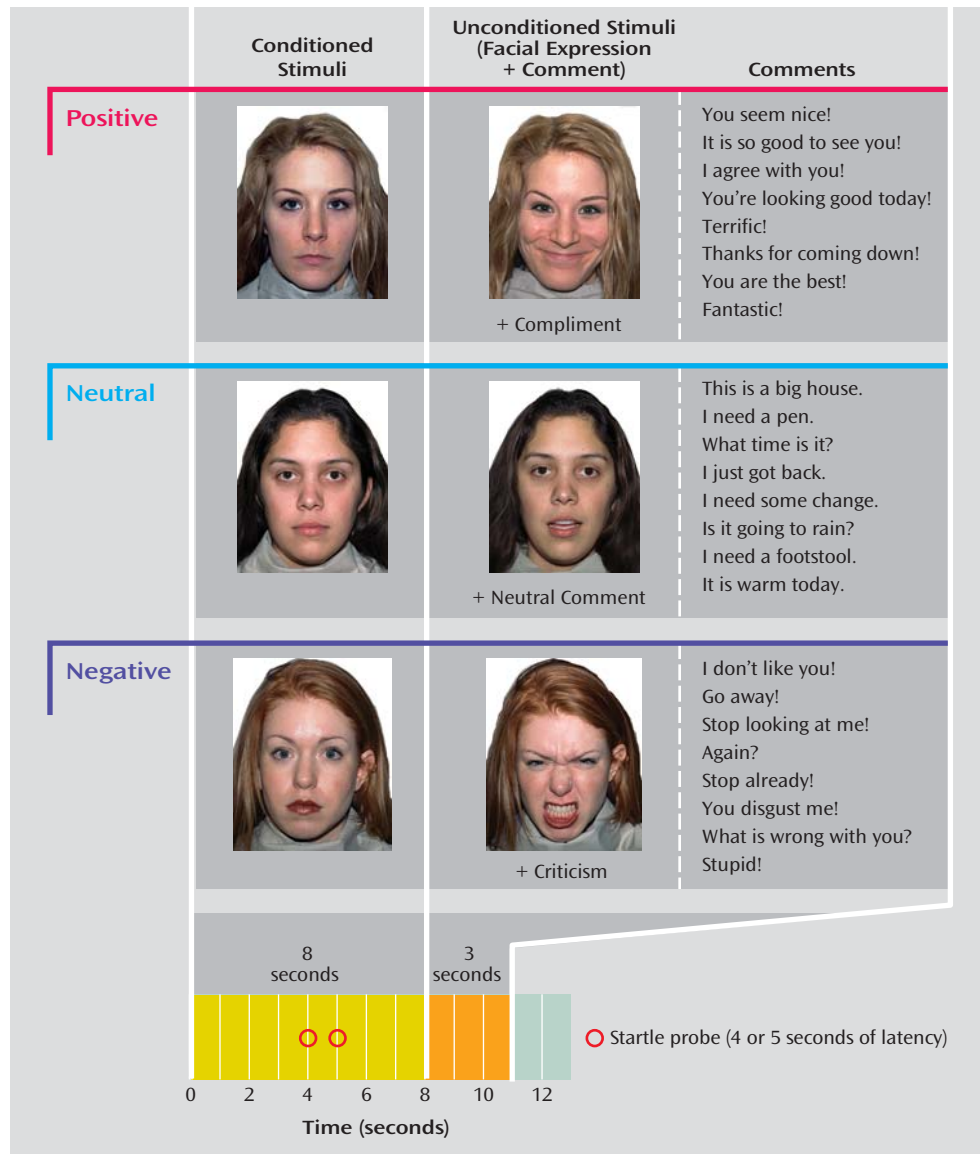 Conditioned
Stimuli
Unconditioned Stimuli
(Facial Expression
+ Comment)
Comments
Positive
+ Compliment
You seem nice!
It is so good to see you!
I agree with you!
You’re looking good today!
Terrific!
Thanks for coming down!
You are the best!
Fantastic!
Neutral
+ Neutral Comment
This is a big house.
I need a pen.
What time is it?
I just got back.
I need some change.
Is it going to rain?
I need a footstool.
It is warm today.
Negative
+ Criticism
I don’t like you!
Go away!
Stop looking at me!
Again?
Stop already!
You disgust me!
What is wrong with you?
Stupid!
8
seconds
3
seconds
Startle probe (4 or 5 seconds of latency)
0 2 4 6 8 10 12
Time (seconds)